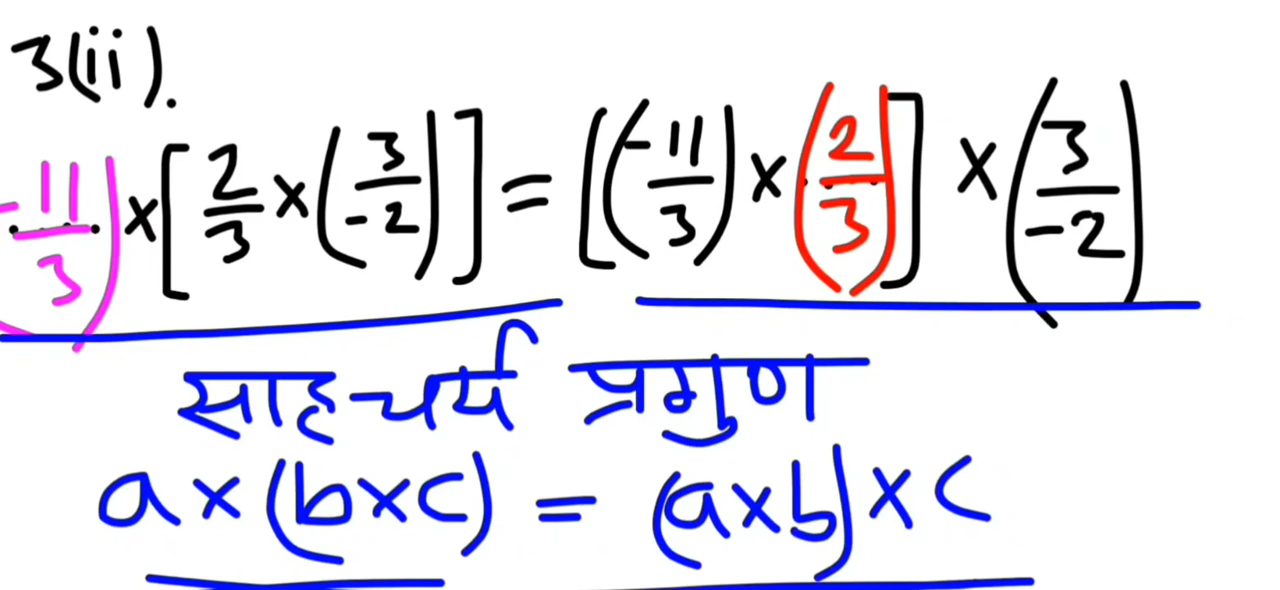 3(ii).
(-11/3) × [2/3 × (3/-2)] = [(-11/3) × (2/3)] × (3/-2)
साहचर्य प्रगुण
a×(b×c) = (a×b)×c